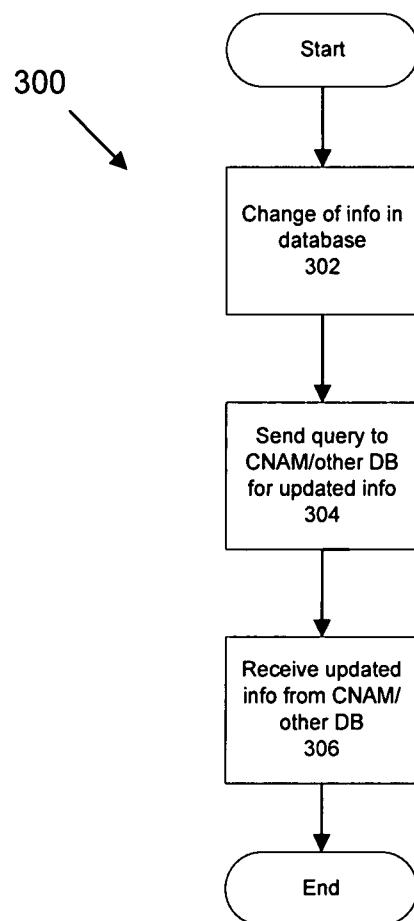 Start
300
Change of info in
database
302
Send query to
CNAM/other DB
for updated info
304
Receive updated
info from CNAM/
other DB
306
End